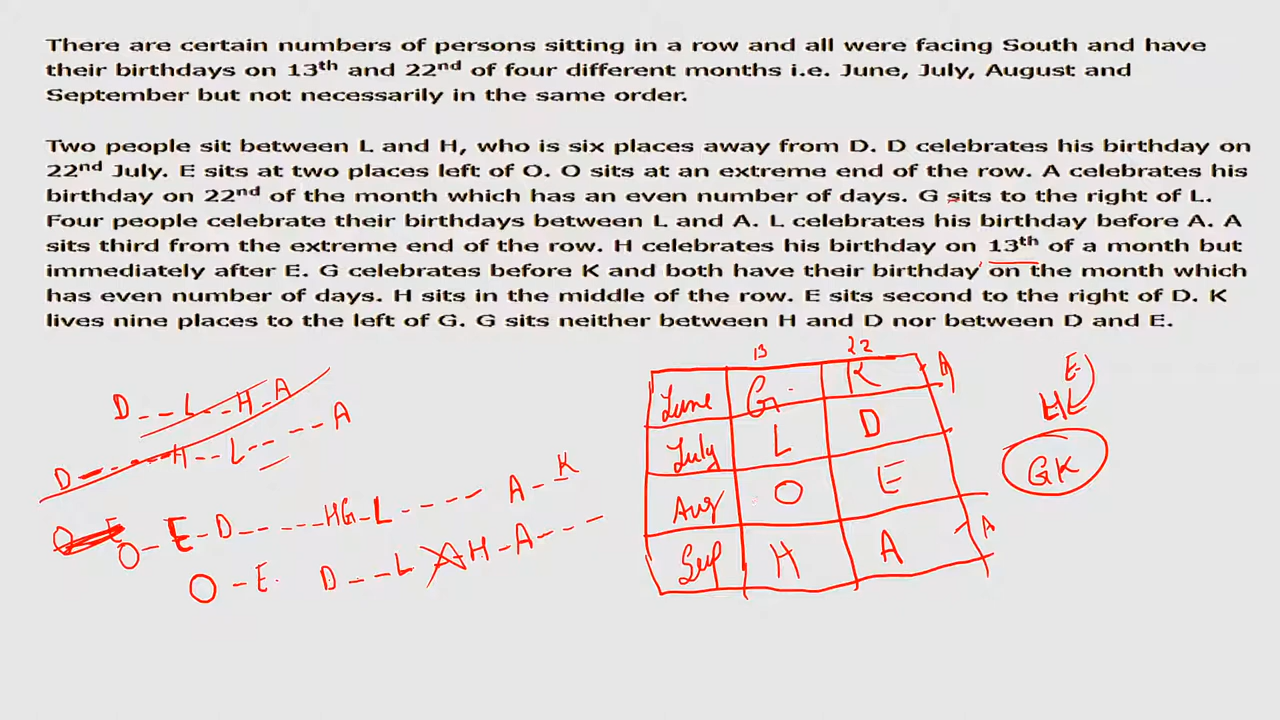 There are certain numbers of persons sitting in a row and all were facing South and have
their birthdays on 13th and 22nd of four different months i.e. June, July, August and
September but not necessarily in the same order.
Two people sit between L and H, who is six places away from D. D celebrates his birthday on
22nd July. E sits at two places left of O. O sits at an extreme end of the row. A celebrates his
birthday on 22nd of the month which has an even number of days. G sits to the right of L.
Four people celebrate their birthdays between L and A. L celebrates his birthday before A. A
sits third from the extreme end of the row. H celebrates his birthday on 13th of a month but
immediately after E. G celebrates before K and both have their birthday on the month which
has even number of days. H sits in the middle of the row. E sits second to the right of D. K
lives nine places to the left of G. G sits neither between H and D nor between D and E.
13 22
June G K A
July L D
Aug O E
Sep H A A
E
GK
D _ _ L _ _ H _ A
D _ _ _ _ _ H _ _ L _ _ _ _ A
O _ E _ D _ _ _ _ _ H G _ L _ _ _ _ A _ K
O _ E _ D _ _ L _ _ H _ A _ _ _